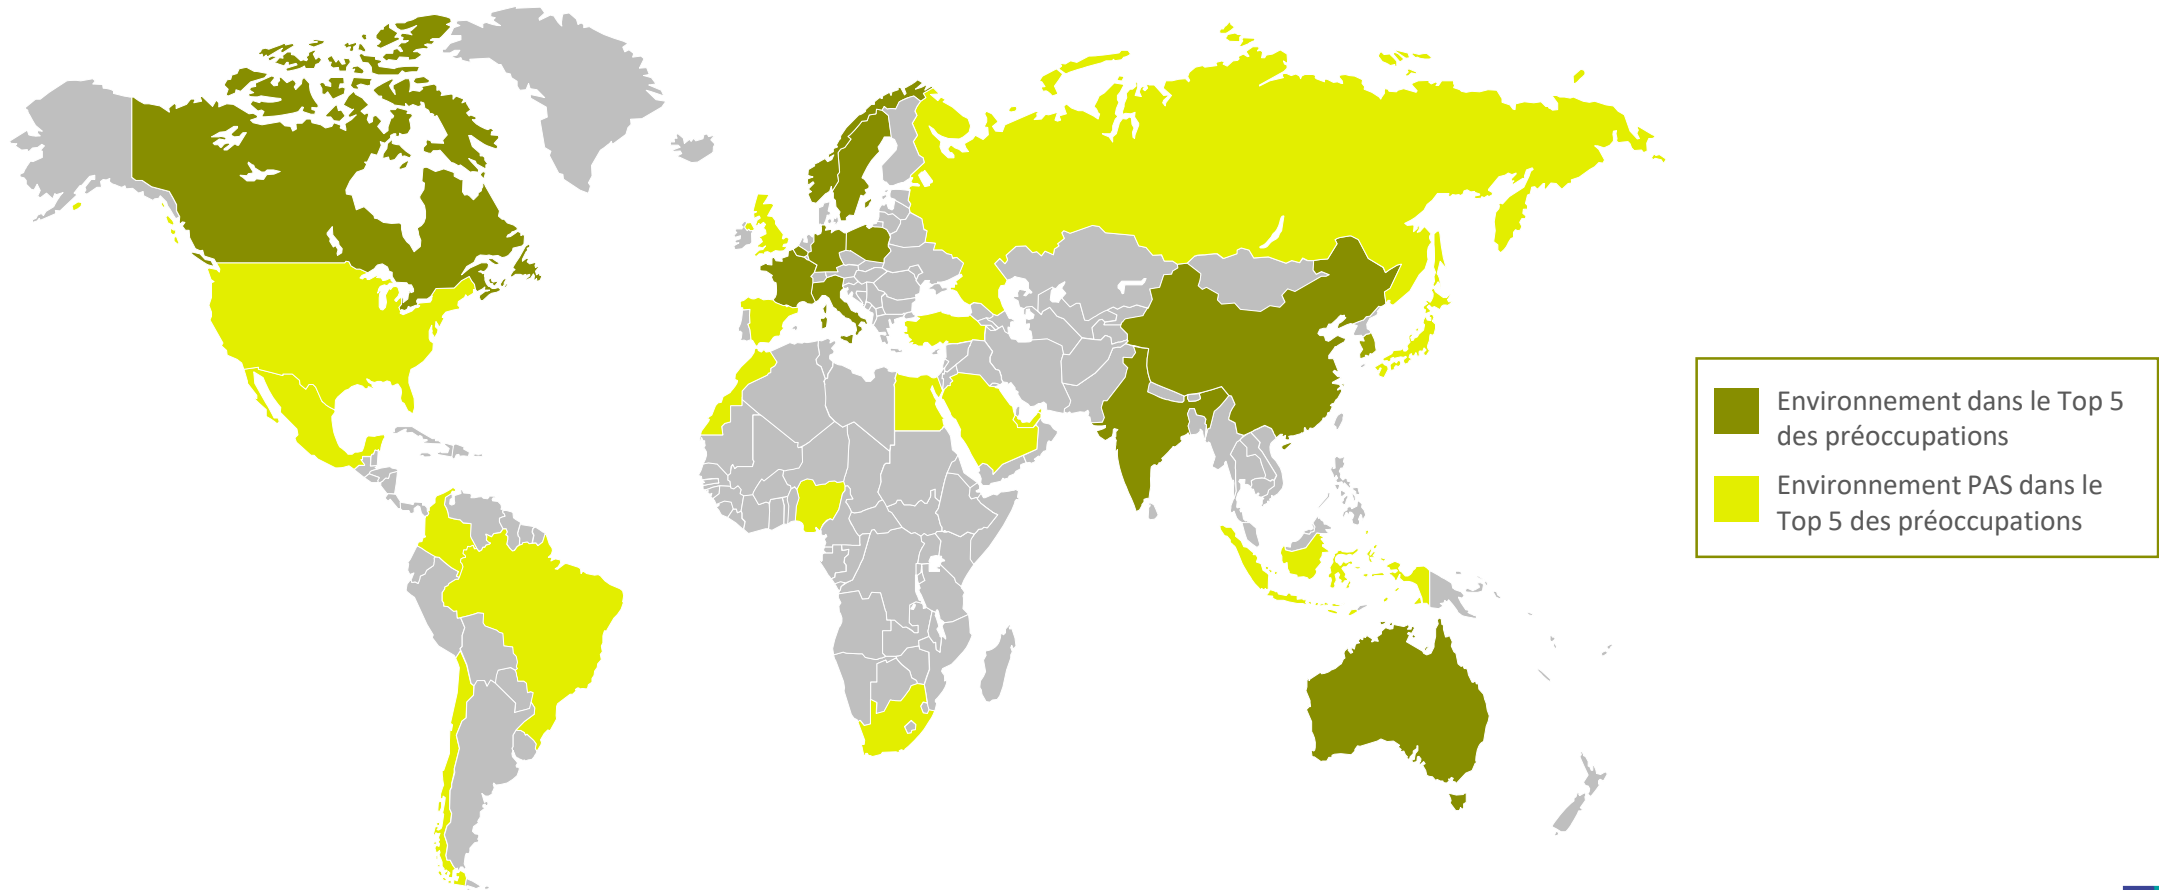 Environnement dans le Top 5
des préoccupations
Environnement PAS dans le
Top 5 des préoccupations